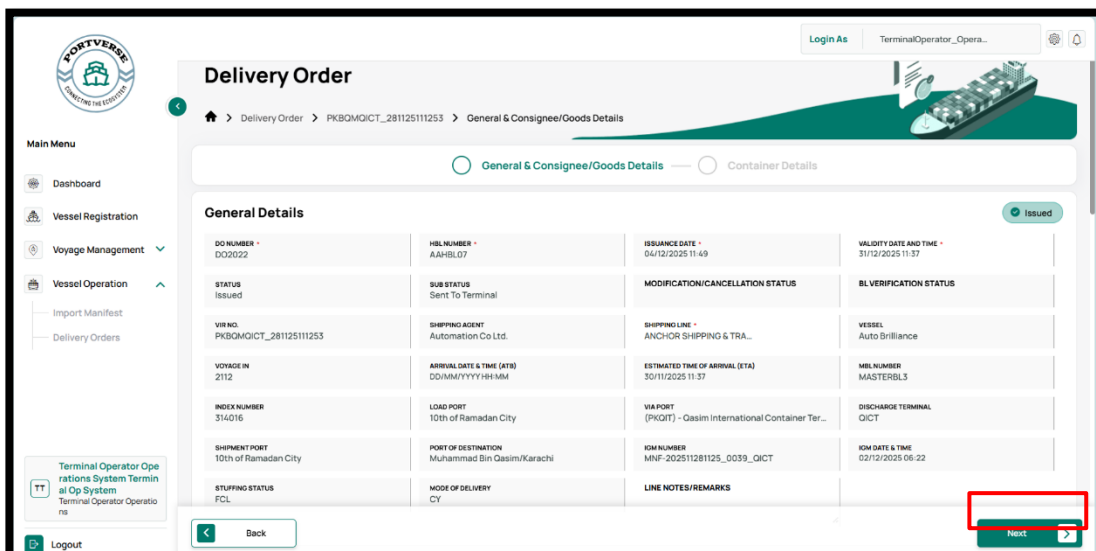 PORTVERSE
CONNECTING THE ECOSYSTEM
Login As TerminalOperator_Opera...
Delivery Order
> Delivery Order > PKBQMQICT_281125111253 > General & Consignee/Goods Details
Main Menu
Dashboard
Vessel Registration
Voyage Management
Vessel Operation
Import Manifest
Delivery Orders
Terminal Operator Ope
rations System Termin
al Op System
TT
Terminal Operator Operatio
ns
Logout
General & Consignee/Goods Details
Container Details
General Details
Issued
DO NUMBER *
DO2022
HBL NUMBER *
AAHBL07
ISSUANCE DATE *
04/12/2025 11:49
VALIDITY DATE AND TIME *
31/12/2025 11:37
STATUS
Issued
SUB STATUS
Sent To Terminal
MODIFICATION/CANCELLATION STATUS
BL VERIFICATION STATUS
VIR NO.
PKBQMQICT_281125111253
SHIPPING AGENT
Automation Co Ltd.
SHIPPING LINE *
ANCHOR SHIPPING & TRA...
VESSEL
Auto Brilliance
VOYAGE IN
2112
ARRIVAL DATE & TIME (ATB)
DD/MM/YYYY HH:MM
ESTIMATED TIME OF ARRIVAL (ETA)
30/11/2025 11:37
MBL NUMBER
MASTERBL3
INDEX NUMBER
314016
LOAD PORT
10th of Ramadan City
VIA PORT
(PKQIT) - Qasim International Container Ter...
DISCHARGE TERMINAL
QICT
SHIPMENT PORT
10th of Ramadan City
PORT OF DESTINATION
Muhammad Bin Qasim/Karachi
IGM NUMBER
MNF-202511281125_0039_QICT
IGM DATE & TIME
02/12/2025 06:22
STUFFING STATUS
FCL
MODE OF DELIVERY
CY
LINE NOTES/REMARKS
Back
Next